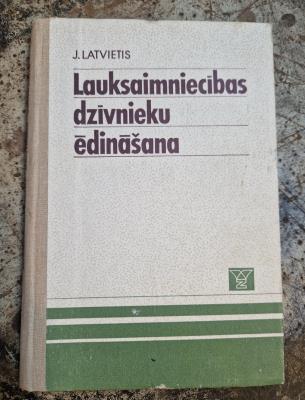 J. LATVIETIS
Lauksaimniecības
dzīvnieku
ēdināšana